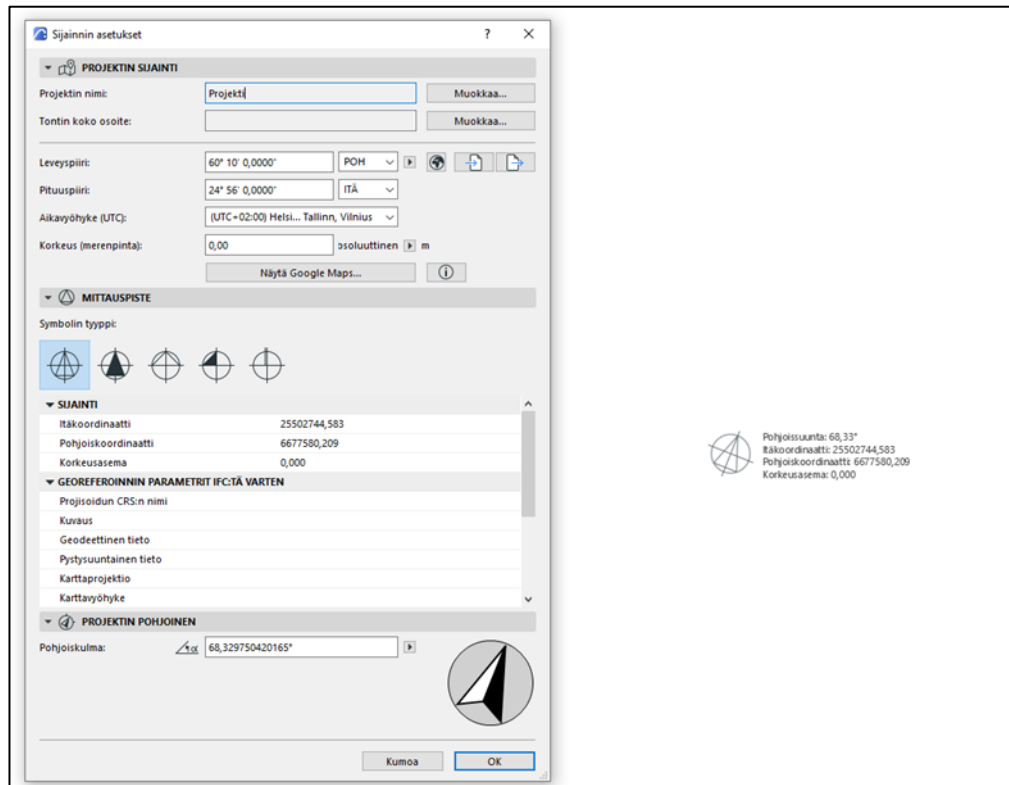 Sijainnin asetukset ? ×
PROJEKTIN SIJAINTI
Projektin nimi: Projekti Muokkaa...
Tontin koko osoite: Muokkaa...
Leveyspiiri: 60° 10' 0,0000" POH
Pituuspiiri: 24° 56' 0,0000" ITÄ
Aikavyöhyke (UTC): (UTC+02:00) Helsi... Tallinn, Vilnius
Korkeus (merenpinta): 0,00 osoluuttinen m
Näytä Google Maps...
MITTAUSPISTE
Symbolin tyyppi:
SIJAINTI
Itäkoordinaatti 25502744,583
Pohjoiskoordinaatti 6677580,209
Korkeusasema 0,000
GEOREFEROINNIN PARAMETRIT IFC:TÄ VARTEN
Projisoidun CRS:n nimi
Kuvaus
Geodeettinen tieto
Pystysuuntainen tieto
Karttaprojektio
Karttavyöhyke
PROJEKTIN POHJOINEN
Pohjoiskulma: α 68,329750420165°
Kumoa OK
Pohjoissuunta: 68,33°
Itäkoordinaatti: 25502744,583
Pohjoiskoordinaatti: 6677580,209
Korkeusasema: 0,000